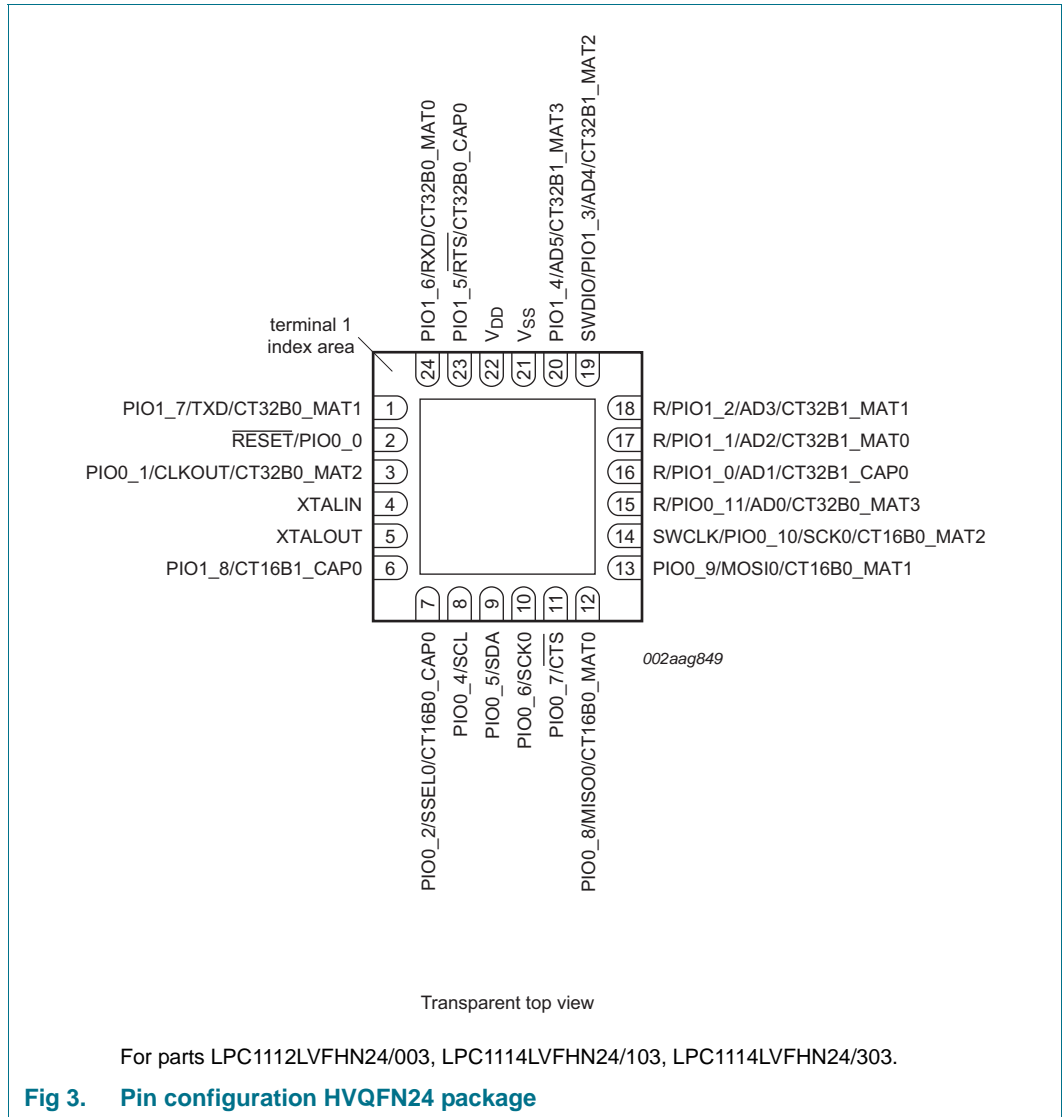 PIO1_6/RXD/CT32B0_MAT0
PIO1_5/RTS/CT32B0_CAP0
VDD
VSS
PIO1_4/AD5/CT32B1_MAT3
SWDIO/PIO1_3/AD4/CT32B1_MAT2
terminal 1
index area
24 23 22 21 20 19
PIO1_7/TXD/CT32B0_MAT1 1
RESET/PIO0_0 2
PIO0_1/CLKOUT/CT32B0_MAT2 3
XTALIN 4
XTALOUT 5
PIO1_8/CT16B1_CAP0 6
18 R/PIO1_2/AD3/CT32B1_MAT1
17 R/PIO1_1/AD2/CT32B1_MAT0
16 R/PIO1_0/AD1/CT32B1_CAP0
15 R/PIO0_11/AD0/CT32B0_MAT3
14 SWCLK/PIO0_10/SCK0/CT16B0_MAT2
13 PIO0_9/MOSI0/CT16B0_MAT1
7 8 9 10 11 12
PIO0_2/SSEL0/CT16B0_CAP0
PIO0_4/SCL
PIO0_5/SDA
PIO0_6/SCK0
PIO0_7/CTS
PIO0_8/MISO0/CT16B0_MAT0
002aag849
Transparent top view
For parts LPC1112LVFHN24/003, LPC1114LVFHN24/103, LPC1114LVFHN24/303.
Fig 3. Pin configuration HVQFN24 package